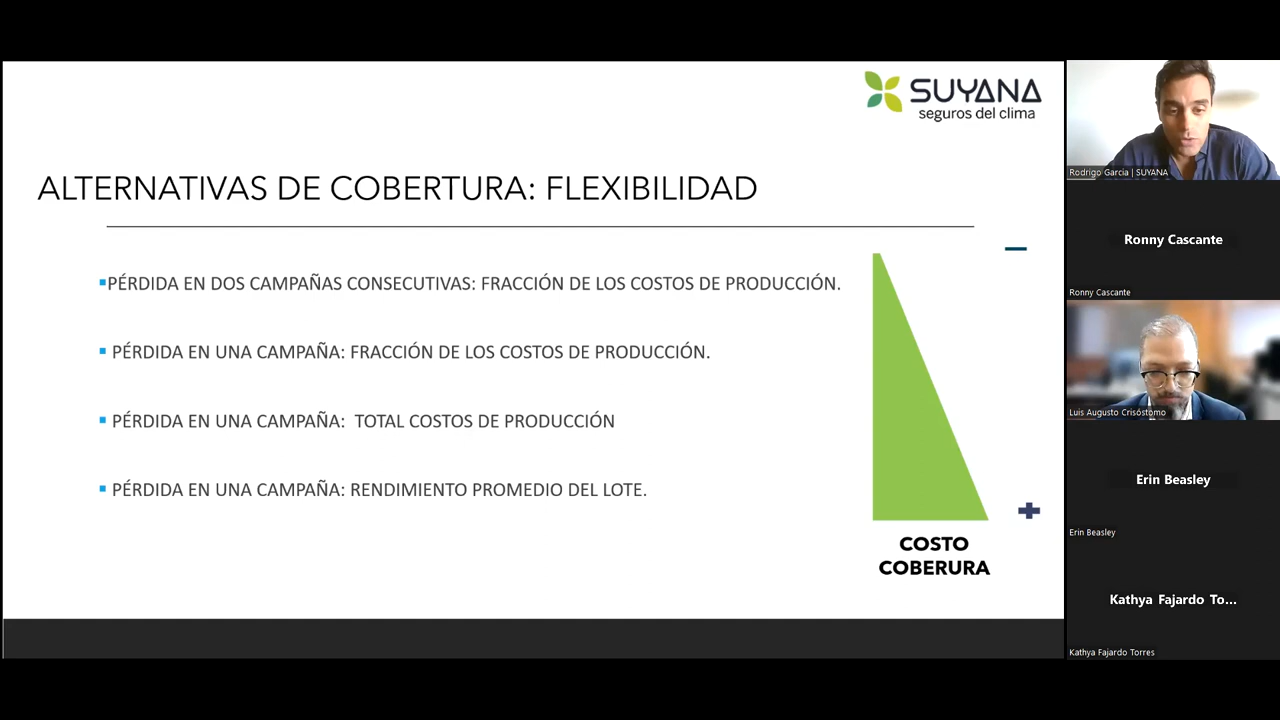 SUYANA
seguros del clima
ALTERNATIVAS DE COBERTURA: FLEXIBILIDAD
PÉRDIDA EN DOS CAMPAÑAS CONSECUTIVAS: FRACCIÓN DE LOS COSTOS DE PRODUCCIÓN.
PÉRDIDA EN UNA CAMPAÑA: FRACCIÓN DE LOS COSTOS DE PRODUCCIÓN.
PÉRDIDA EN UNA CAMPAÑA: TOTAL COSTOS DE PRODUCCIÓN
PÉRDIDA EN UNA CAMPAÑA: RENDIMIENTO PROMEDIO DEL LOTE.
COSTO
COBERURA
Rodrigo Garcia | SUYANA
Ronny Cascante
Ronny Cascante
Luis Augusto Crisóstomo
Erin Beasley
Erin Beasley
Kathya Fajardo To...
Kathya Fajardo Torres